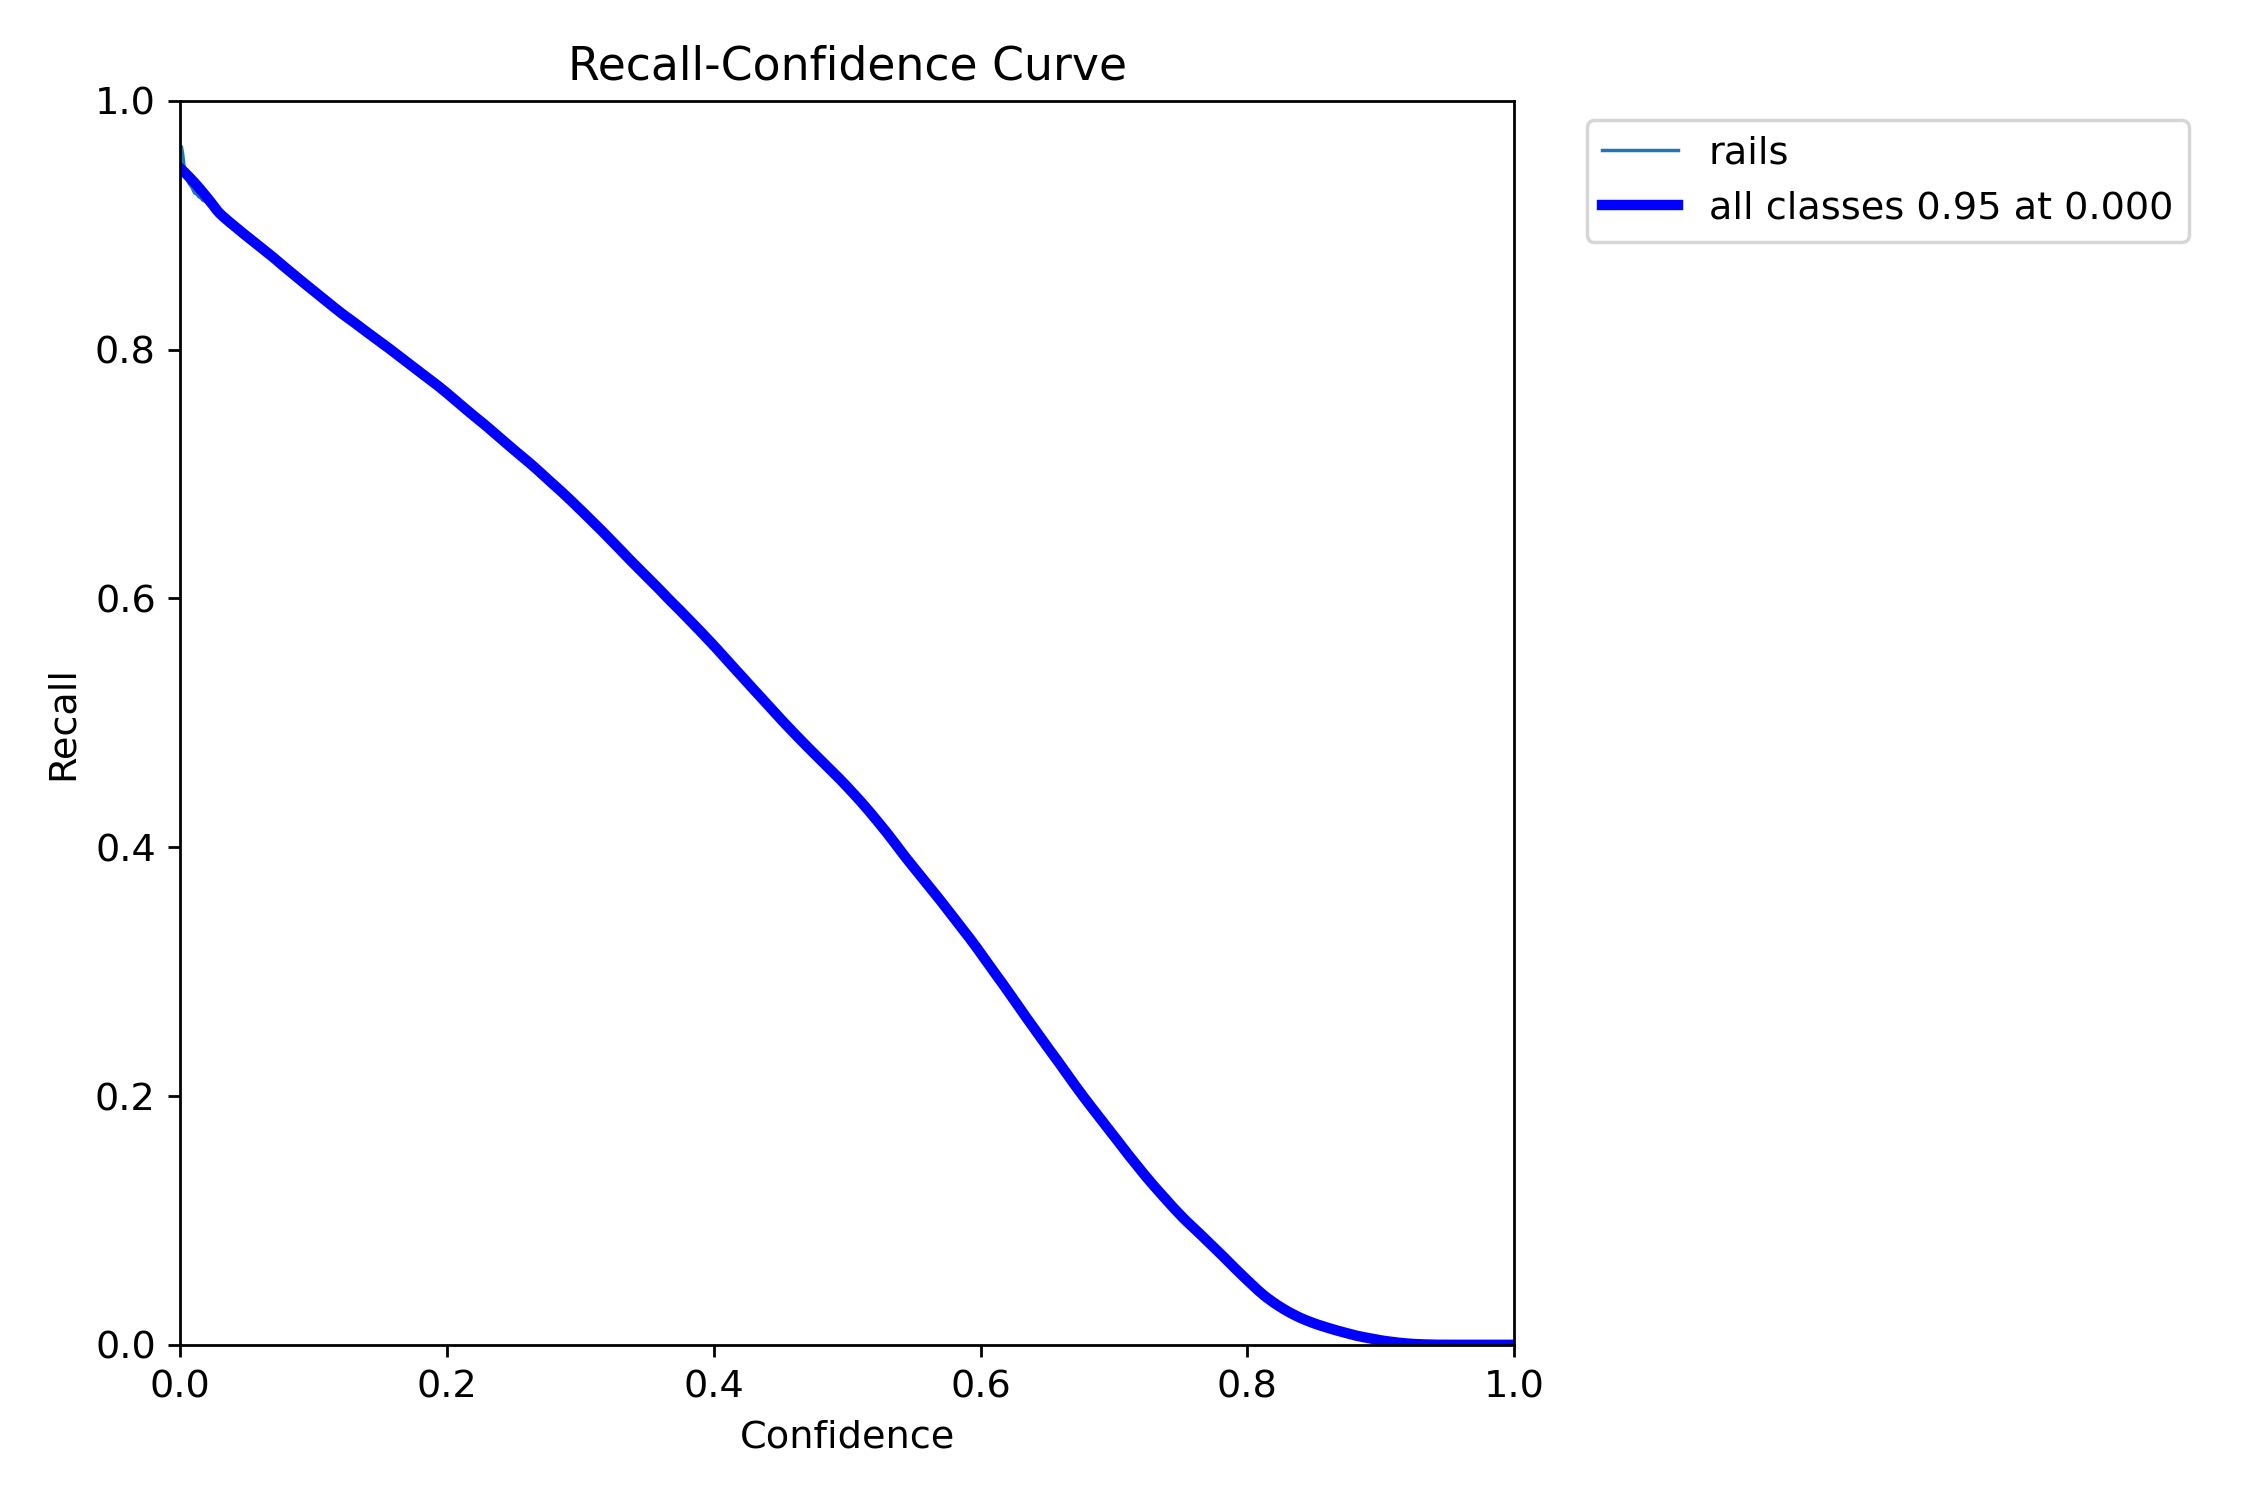 Recall-Confidence Curve
rails
all classes 0.95 at 0.000
Recall
1.0
0.8
0.6
0.4
0.2
0.0
0.0 0.2 0.4 0.6 0.8 1.0
Confidence